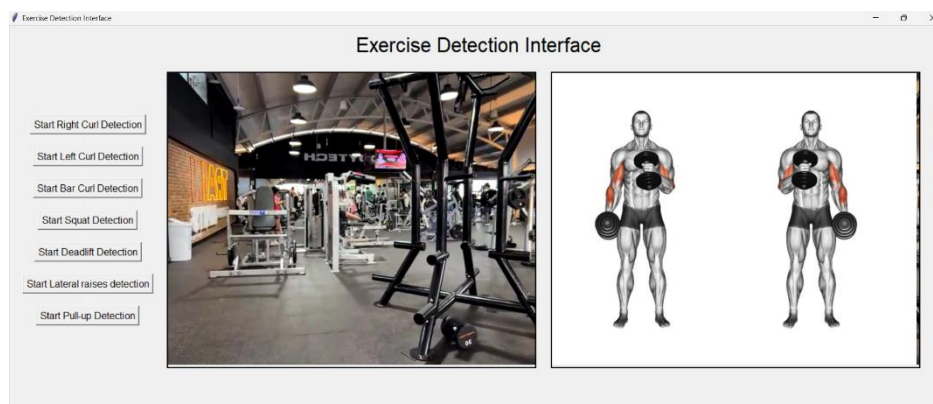 Exercise Detection Interface
Exercise Detection Interface
Start Right Curl Detection
Start Left Curl Detection
Start Bar Curl Detection
Start Squat Detection
Start Deadlift Detection
Start Lateral raises detection
Start Pull-up Detection